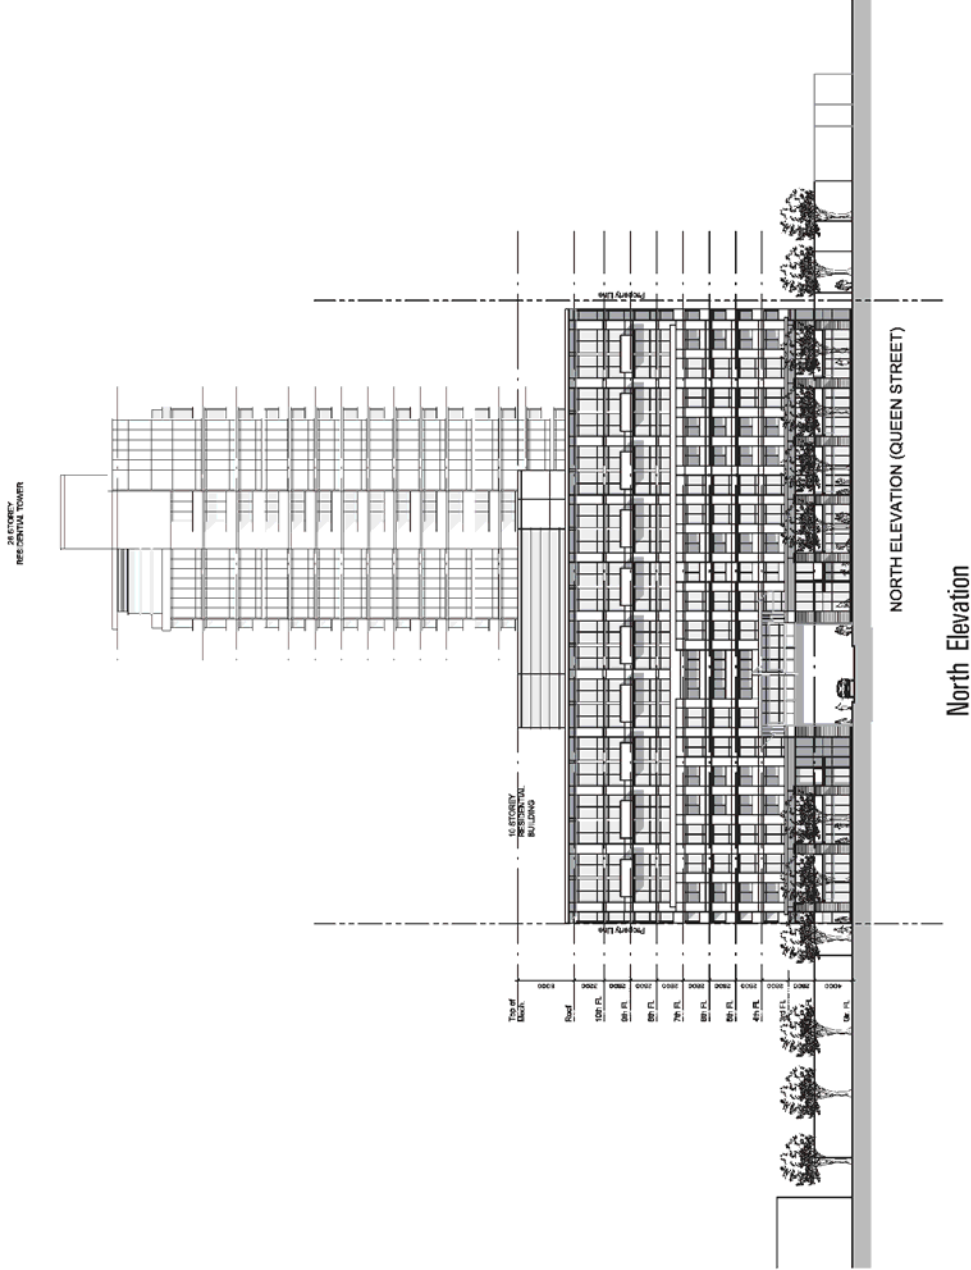 26 STOREY
RESIDENTIAL TOWER
10 STOREY
RESIDENTIAL
BUILDING
Property Line
Property Line
Top of
Mech.
Roof
10th FL
9th FL
8th FL
7th FL
6th FL
5th FL
4th FL
3rd FL
NORTH ELEVATION (QUEEN STREET)
North Elevation